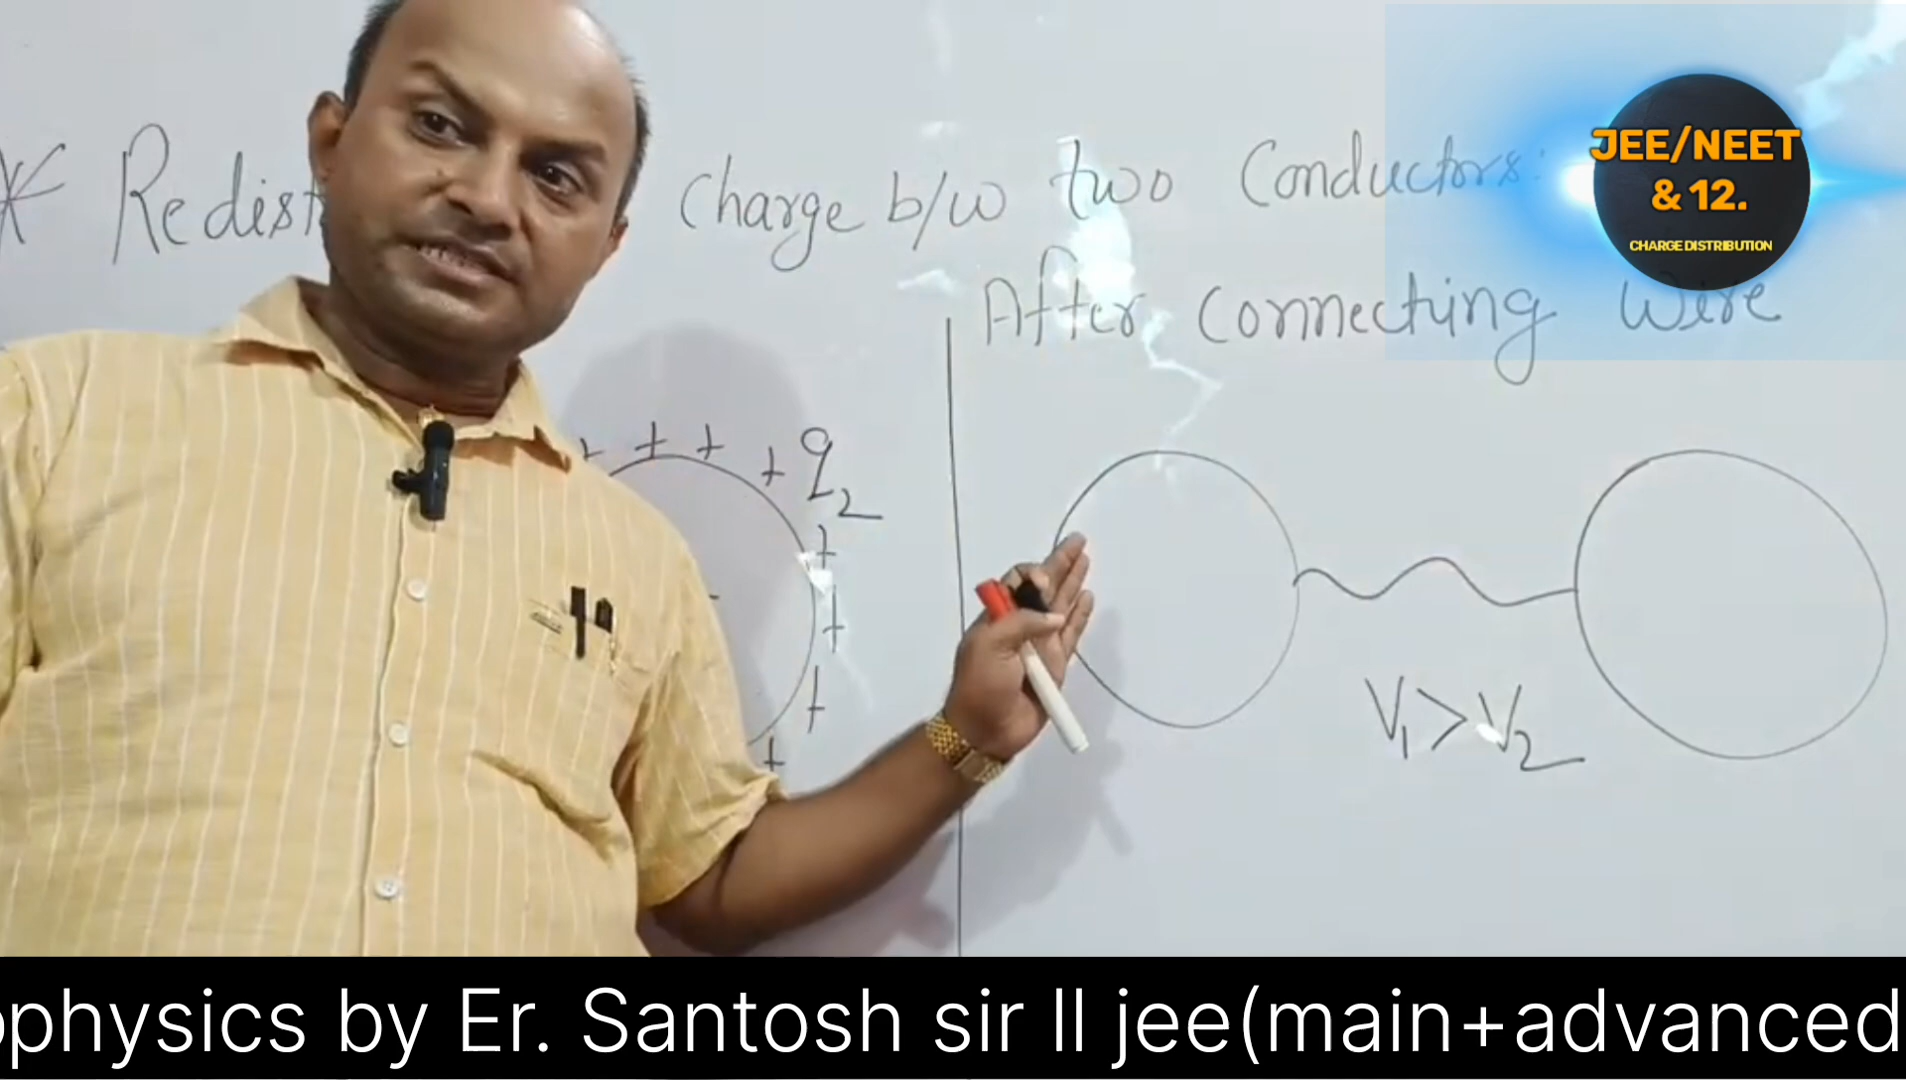 * Redist Charge b/w two Conductors:
After Connecting Wire
JEE/NEET
& 12.
CHARGE DISTRIBUTION
+ + + + q2
+
+
+
+
V1 > V2
physics by Er. Santosh sir II jee(main+advanced